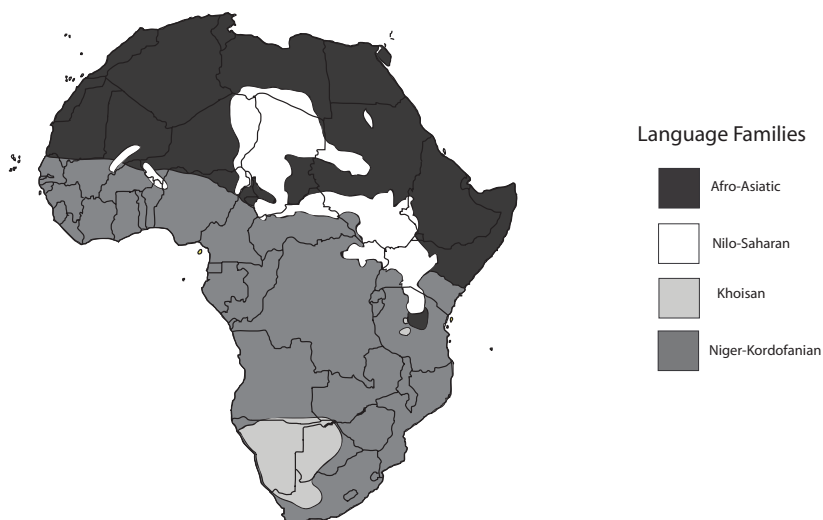 Language Families
Afro-Asiatic
Nilo-Saharan
Khoisan
Niger-Kordofanian